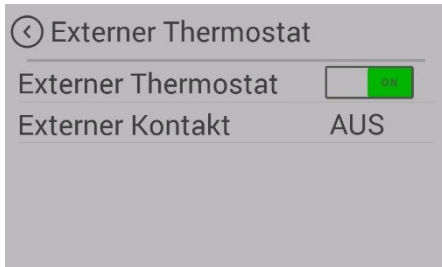 Externer Thermostat
Externer Thermostat ON
Externer Kontakt AUS